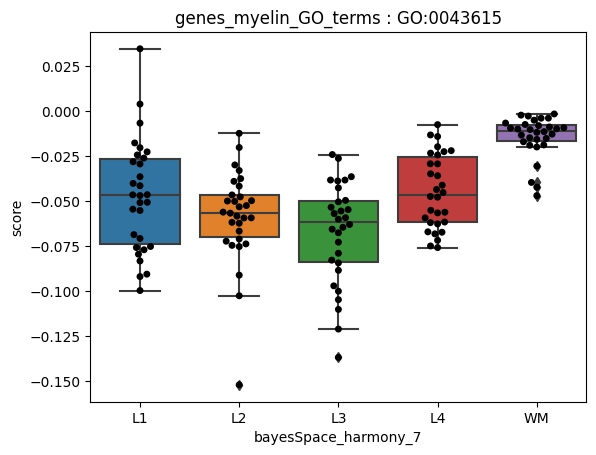 genes_myelin_GO_terms : GO:0043615
score
0.025
0.000
−0.025
−0.050
−0.075
−0.100
−0.125
−0.150
L1 L2 L3 L4 WM
bayesSpace_harmony_7